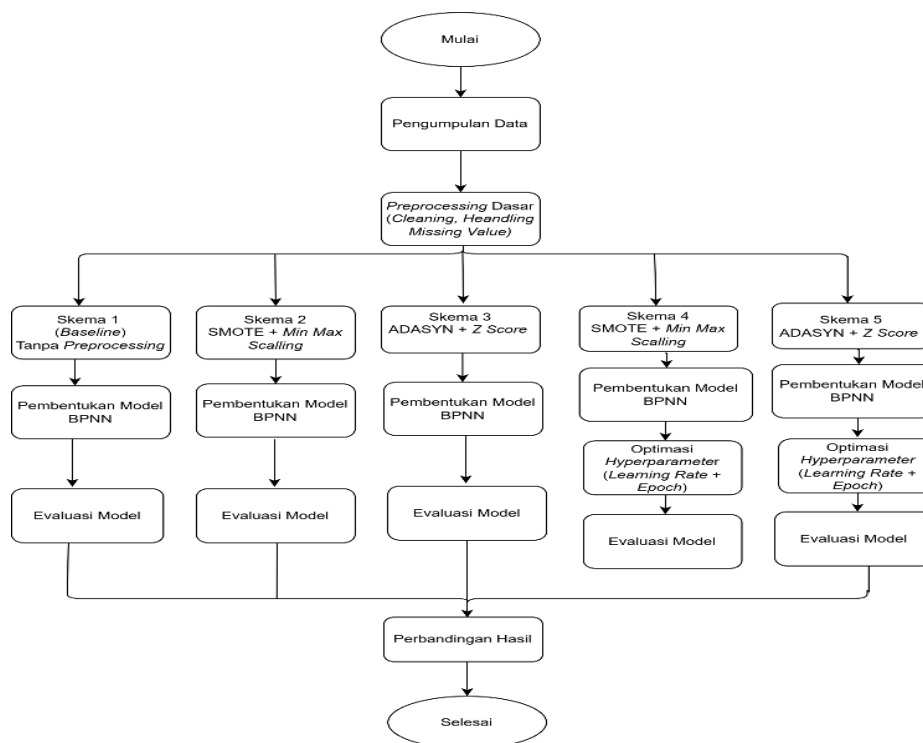 Mulai
Pengumpulan Data
Preprocessing Dasar
(Cleaning, Heandling
Missing Value)
Skema 1
(Baseline)
Tanpa Preprocessing
Pembentukan Model
BPNN
Evaluasi Model
Skema 2
SMOTE + Min Max
Scalling
Pembentukan Model
BPNN
Evaluasi Model
Skema 3
ADASYN + Z Score
Pembentukan Model
BPNN
Evaluasi Model
Skema 4
SMOTE + Min Max
Scalling
Pembentukan Model
BPNN
Optimasi
Hyperparameter
(Learning Rate +
Epoch)
Evaluasi Model
Skema 5
ADASYN + Z Score
Pembentukan Model
BPNN
Optimasi
Hyperparameter
(Learning Rate +
Epoch)
Evaluasi Model
Perbandingan Hasil
Selesai